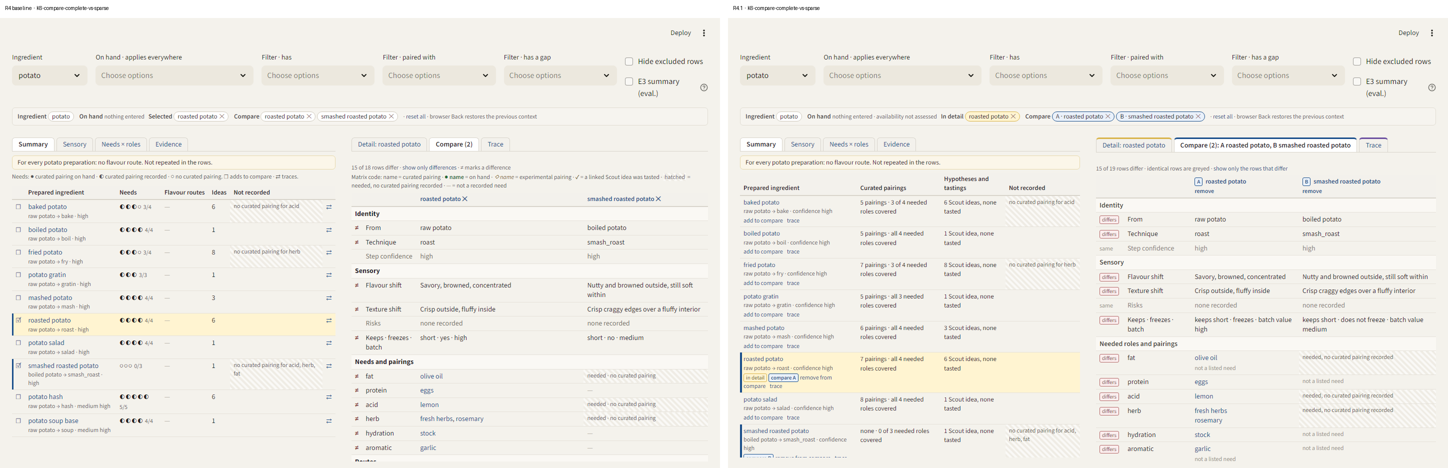 R4 baseline · k6-compare-complete-vs-sparse
Deploy
Ingredient
On hand · applies everywhere
Filter · has
Filter · paired with
Filter · has a gap
potato
Choose options
Choose options
Choose options
Choose options
Hide excluded rows
E3 summary (eval.)
Ingredient potato On hand nothing entered Selected roasted potato × Compare roasted potato × smashed roasted potato × · reset all · browser Back restores the previous context
Summary Sensory Needs × roles Evidence
For every potato preparation: no flavour route. Not repeated in the rows.
Needs: ◐ curated pairing · ● curated pairing recorded · ○ no curated pairing. ☐ adds to compare · ⇄ traces.
Prepared ingredient Needs Flavour routes Ideas Not recorded
baked potato 3/4 — 6 no curated pairing for acid
raw potato → bake · high
boiled potato 4/4 — 1
raw potato → boil · high
fried potato 3/4 — 8 no curated pairing for herb
raw potato → fry · high
potato gratin 3/3 — 1
raw potato → gratin · high
mashed potato 4/4 — 3
raw potato → mash · high
roasted potato 4/4 — 6
raw potato → roast · high
potato salad 4/4 — 1
raw potato → salad · high
smashed roasted potato 0/3 — 1 no curated pairing for acid, herb, fat
boiled potato → smash_roast · high
potato hash 5/5 — 6
raw potato → hash · medium high
potato soup base 4/4 — 1
raw potato → soup · medium high
Detail: roasted potato Compare (2) Trace
15 of 18 rows differ · show only differences · ≠ marks a difference
Matrix code: name = curated pairing · ● name = on hand · ○ name = experimental pairing · ✓ = a linked Scout idea was tasted · hatched = needed, no curated pairing recorded · — = not a recorded need
roasted potato × smashed roasted potato ×
Identity
≠ From raw potato boiled potato
≠ Technique roast smash_roast
Step confidence high high
Sensory
≠ Flavour shift Savory, browned, concentrated Nutty and browned outside, still soft within
≠ Texture shift Crisp outside, fluffy inside Crisp craggy edges over a fluffy interior
Risks none recorded none recorded
≠ Keeps · freezes · batch short · yes · high short · no · medium
Needs and pairings
≠ fat olive oil needed · no curated pairing
≠ protein eggs —
≠ acid lemon needed · no curated pairing
≠ herb fresh herbs, rosemary needed · no curated pairing
≠ hydration stock —
≠ aromatic garlic —
R4.1 · k6-compare-complete-vs-sparse
Deploy
Ingredient
On hand · applies everywhere
Filter · has
Filter · paired with
Filter · has a gap
potato
Choose options
Choose options
Choose options
Choose options
Hide excluded rows
E3 summary (eval.)
Ingredient potato On hand nothing entered · availability not assessed In detail roasted potato × Compare A · roasted potato × B · smashed roasted potato × · reset all · browser Back restores the previous context
Summary Sensory Needs × roles Evidence
For every potato preparation: no flavour route. Not repeated in the rows.
Prepared ingredient Curated pairings Hypotheses and tastings Not recorded
baked potato 5 pairings · 3 of 4 needed roles covered 6 Scout ideas, none tasted no curated pairing for acid
raw potato → bake · confidence high
add to compare trace
boiled potato 5 pairings · all 4 needed roles covered 1 Scout idea, none tasted
raw potato → boil · confidence high
add to compare trace
fried potato 7 pairings · 3 of 4 needed roles covered 8 Scout ideas, none tasted no curated pairing for herb
raw potato → fry · confidence high
add to compare trace
potato gratin 5 pairings · all 3 needed roles covered 1 Scout idea, none tasted
raw potato → gratin · confidence high
add to compare trace
mashed potato 6 pairings · all 4 needed roles covered 3 Scout ideas, none tasted
raw potato → mash · confidence high
add to compare trace
roasted potato 7 pairings · all 4 needed roles covered 6 Scout ideas, none tasted
raw potato → roast · confidence high
in detail compare A remove from compare trace
potato salad 8 pairings · all 4 needed roles covered 1 Scout idea, none tasted
raw potato → salad · confidence high
add to compare trace
smashed roasted potato none · 0 of 3 needed roles covered 1 Scout idea, none tasted no curated pairing for acid, herb, fat
boiled potato → smash_roast · confidence high
Detail: roasted potato Compare (2): A roasted potato, B smashed roasted potato Trace
15 of 19 rows differ · identical rows are greyed · show only the rows that differ
A roasted potato B smashed roasted potato
remove remove
Identity
differs From raw potato boiled potato
differs Technique roast smash_roast
same Step confidence high high
Sensory
differs Flavour shift Savory, browned, concentrated Nutty and browned outside, still soft within
differs Texture shift Crisp outside, fluffy inside Crisp craggy edges over a fluffy interior
same Risks none recorded none recorded
differs Keeps · freezes · batch keeps short · freezes · batch value high keeps short · does not freeze · batch value medium
Needed roles and pairings
differs fat olive oil needed, no curated pairing recorded
not a listed need
differs protein eggs not a listed need
differs acid lemon needed, no curated pairing recorded
differs herb fresh herbs needed, no curated pairing recorded
rosemary
differs hydration stock not a listed need
differs aromatic garlic not a listed need
not a listed need